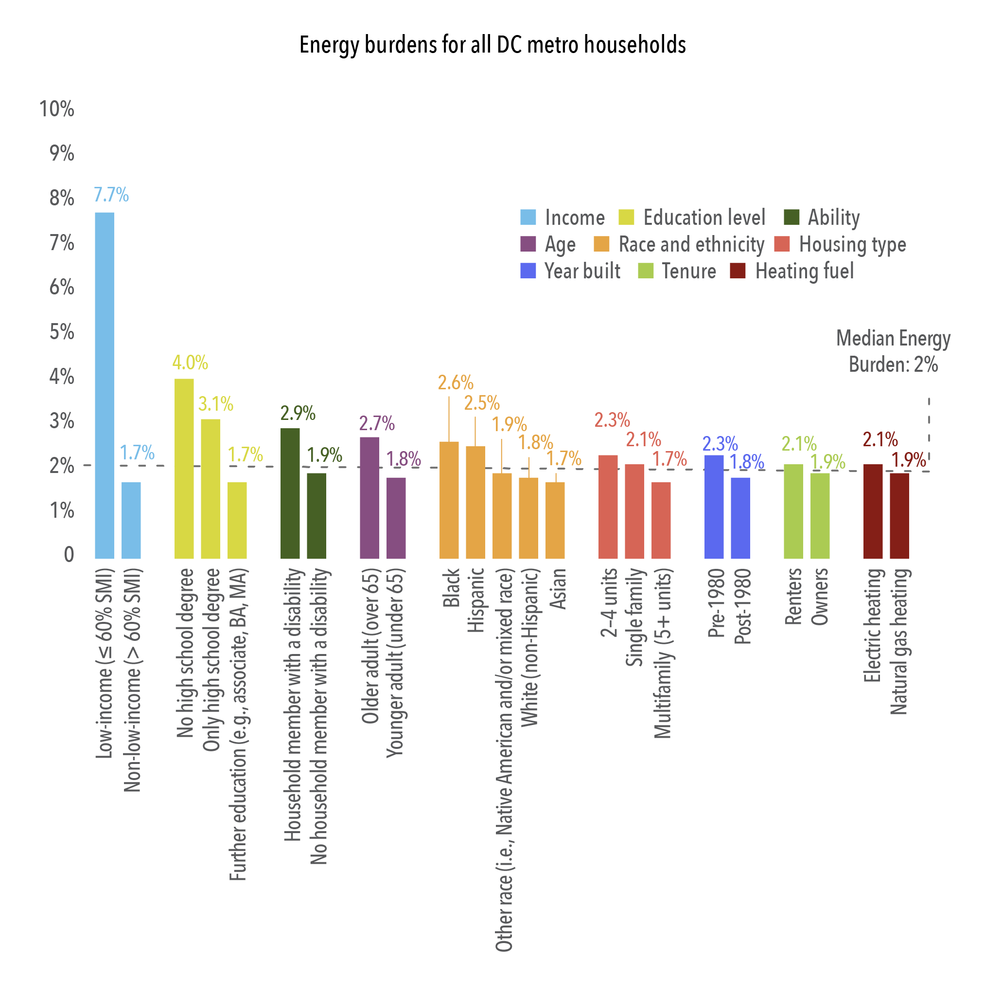 Energy burdens for all DC metro households
10%
9%
8%
7%
6%
5%
4%
3%
2%
1%
0
Income
Education level
Ability
Age
Race and ethnicity
Housing type
Year built
Tenure
Heating fuel
Median Energy
Burden: 2%
7.7%
1.7%
4.0%
3.1%
1.7%
2.9%
1.9%
2.7%
1.8%
2.6%
2.5%
1.9%
1.8%
1.7%
2.3%
2.1%
1.7%
2.3%
1.8%
2.1%
1.9%
2.1%
1.9%
Low-income (≤ 60% SMI)
Non-low-income (> 60% SMI)
No high school degree
Only high school degree
Further education (e.g., associate, BA, MA)
Household member with a disability
No household member with a disability
Older adult (over 65)
Younger adult (under 65)
Black
Hispanic
Other race (i.e., Native American and/or mixed race)
White (non-Hispanic)
Asian
2–4 units
Single family
Multifamily (5+ units)
Pre-1980
Post-1980
Renters
Owners
Electric heating
Natural gas heating